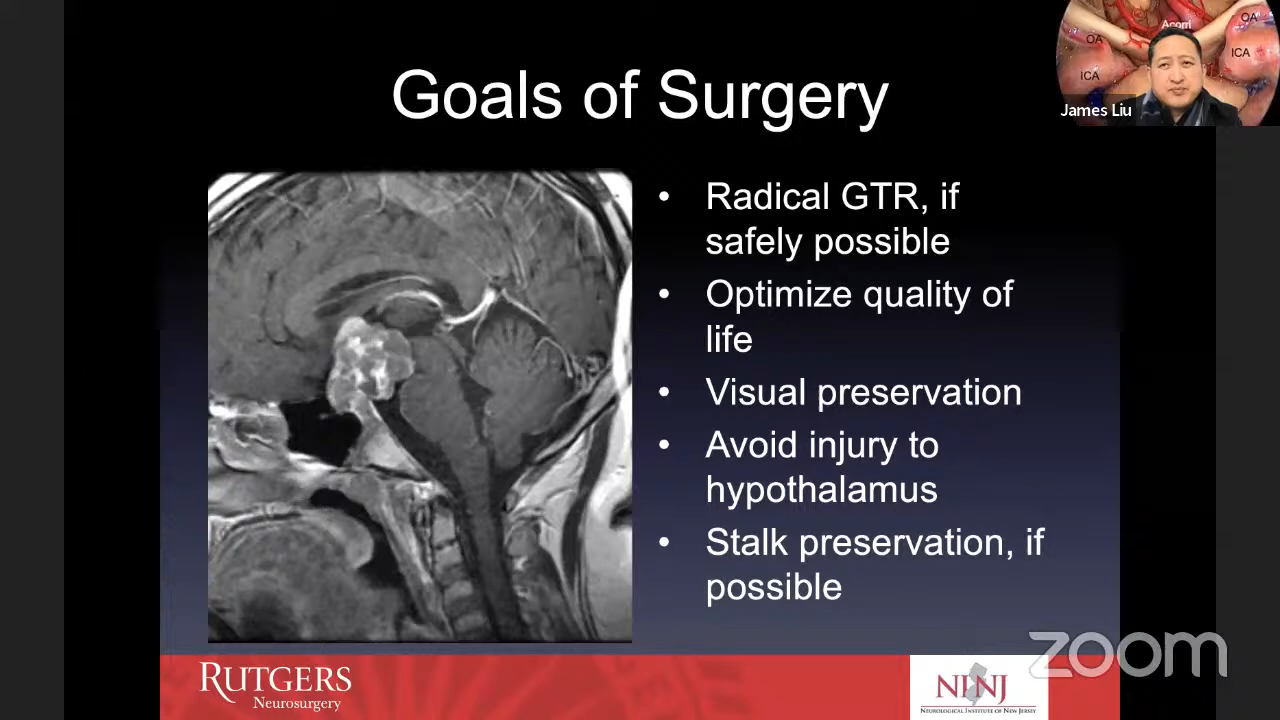 Goals of Surgery
Acorri
OA
OA
ICA
ICA
James Liu
• Radical GTR, if
safely possible
• Optimize quality of
life
• Visual preservation
• Avoid injury to
hypothalamus
• Stalk preservation, if
possible
zoom
RUTGERS
Neurosurgery
NINJ
NEUROLOGICAL INSTITUTE OF NEW JERSEY